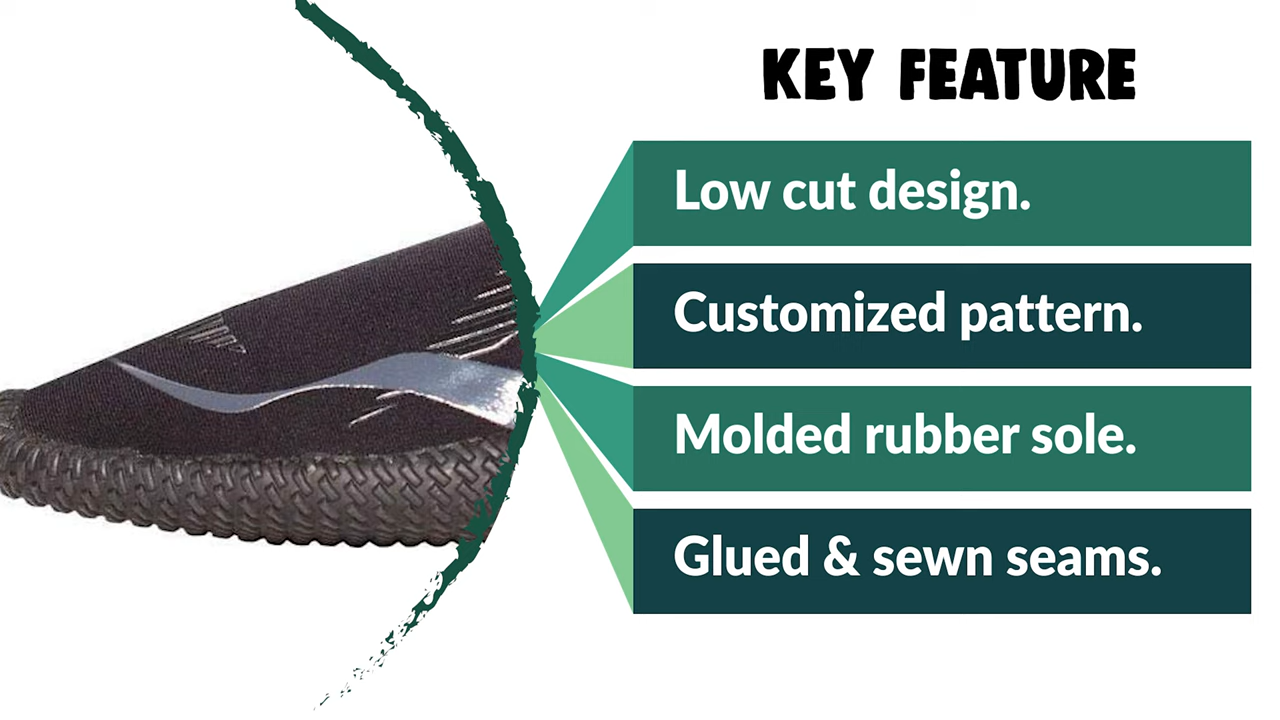 KEY FEATURE
Low cut design.
Customized pattern.
Molded rubber sole.
Glued & sewn seams.